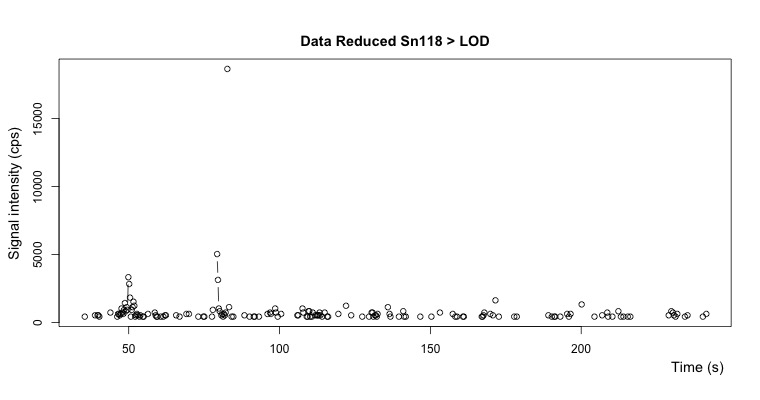 Data Reduced Sn118 > LOD
Signal intensity (cps)
15000
10000
5000
0
50 100 150 200
Time (s)